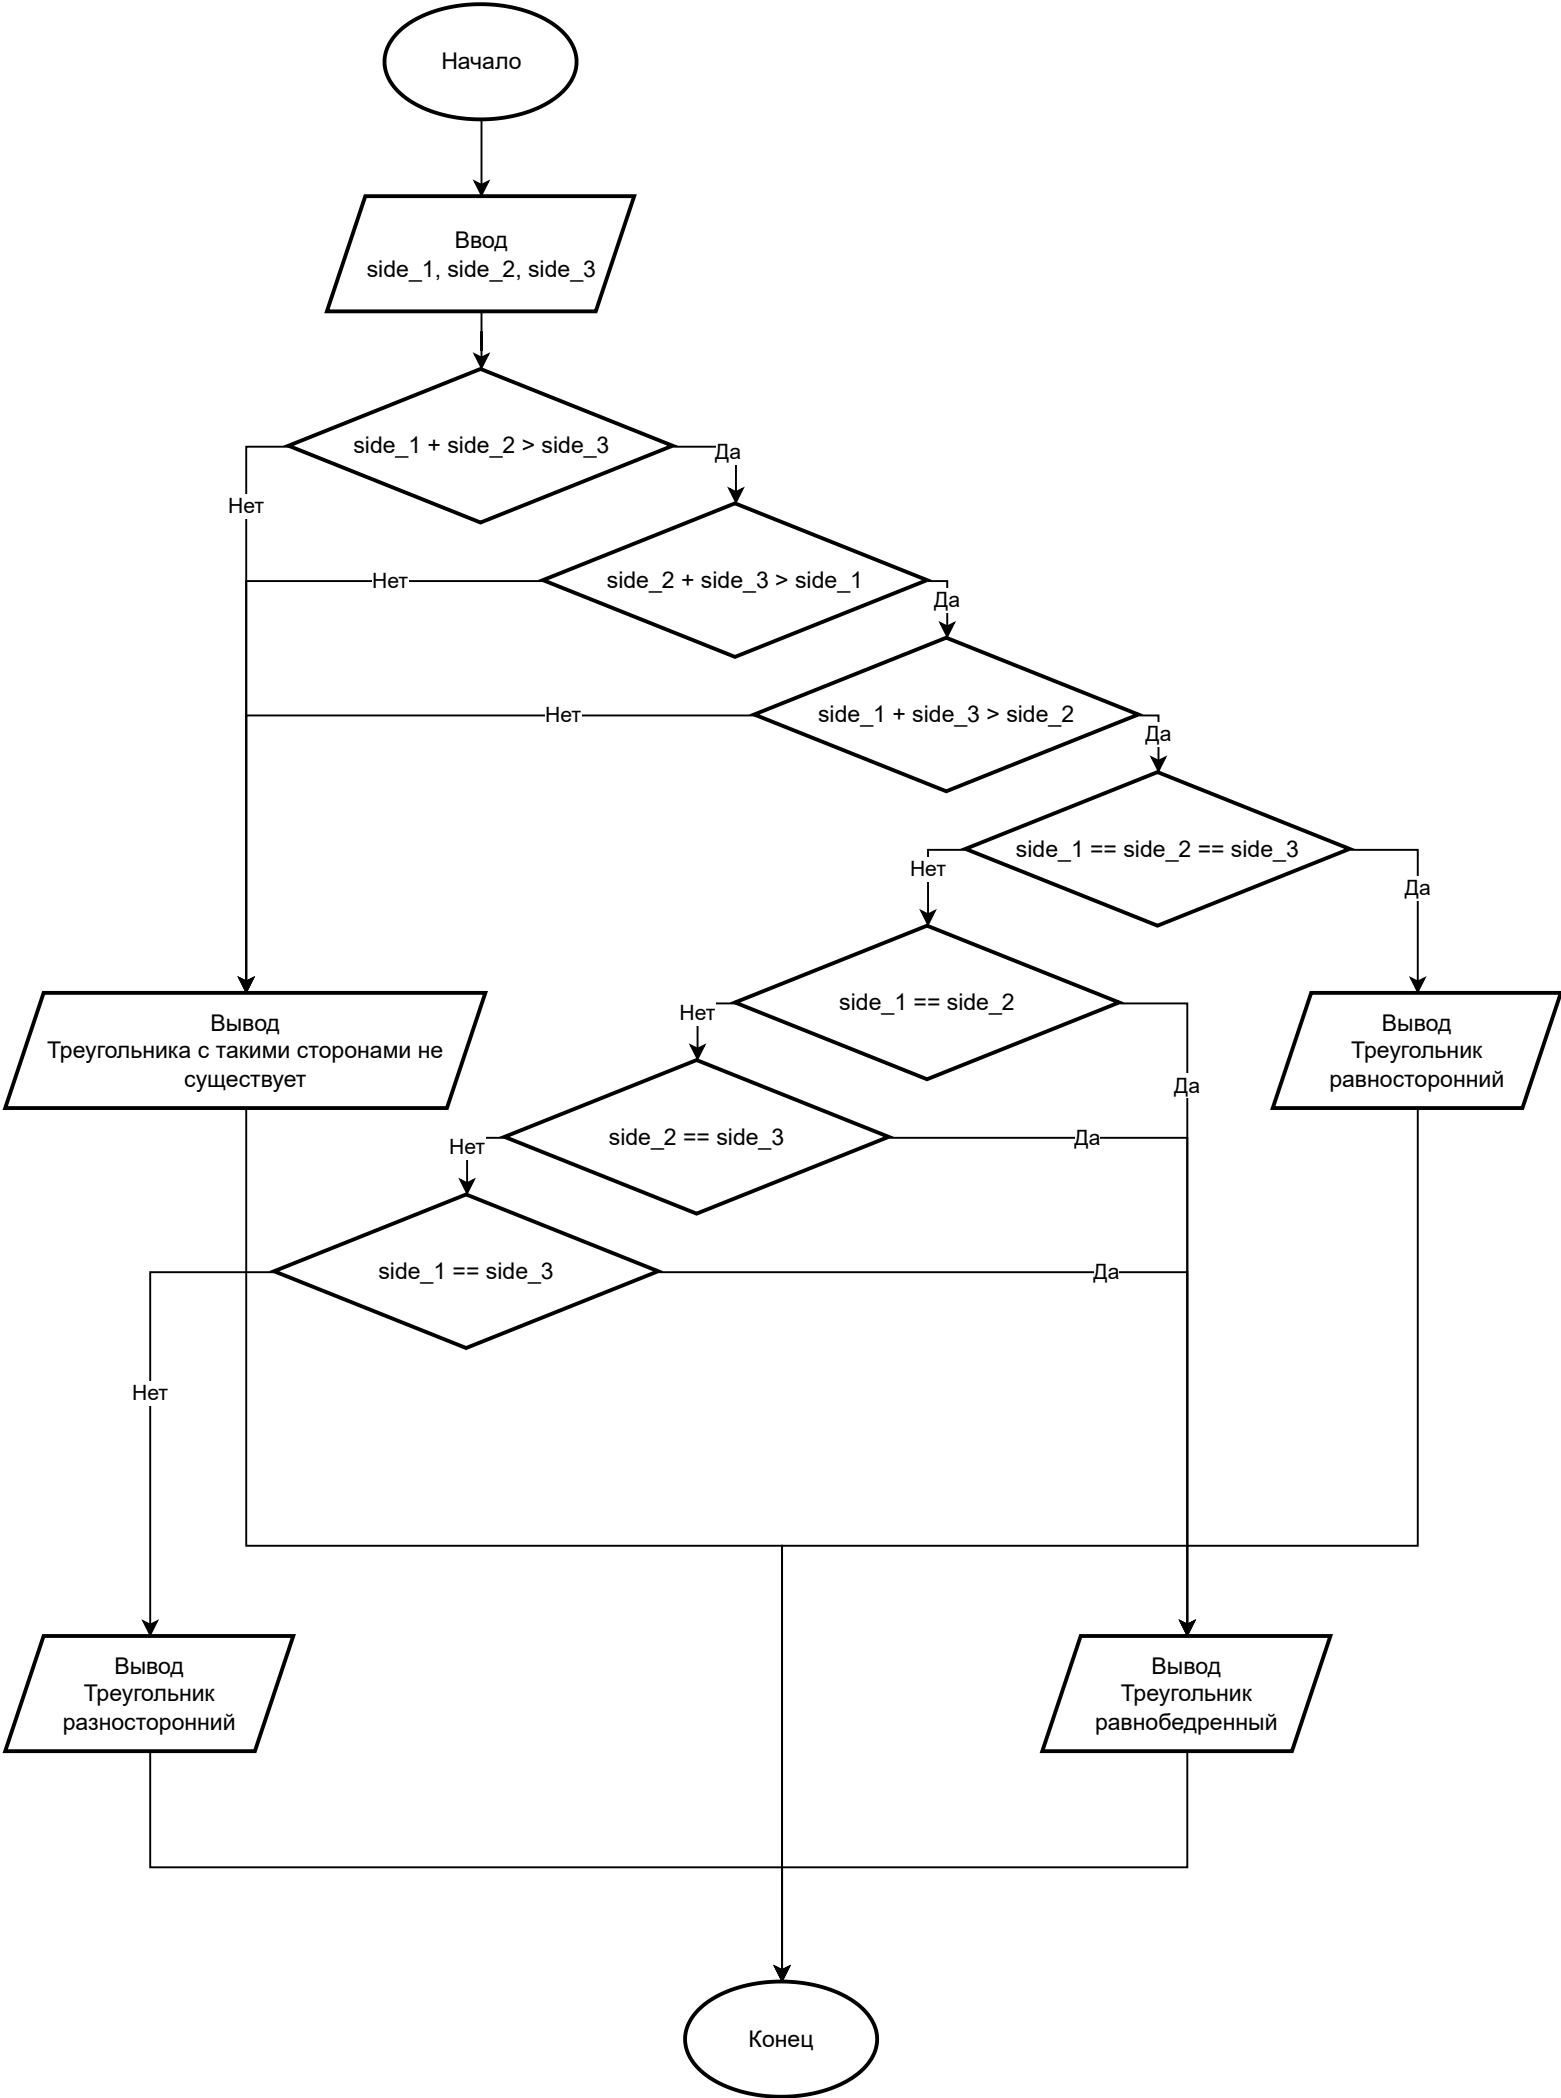 Начало
Ввод
side_1, side_2, side_3
side_1 + side_2 > side_3
Да
Нет
side_2 + side_3 > side_1
Нет
Да
side_1 + side_3 > side_2
Нет
Да
side_1 == side_2 == side_3
Нет
Да
side_1 == side_2
Нет
Да
Вывод
Треугольника с такими сторонами не
существует
Вывод
Треугольник
равносторонний
side_2 == side_3
Нет
Да
side_1 == side_3
Да
Нет
Вывод
Треугольник
разносторонний
Вывод
Треугольник
равнобедренный
Конец